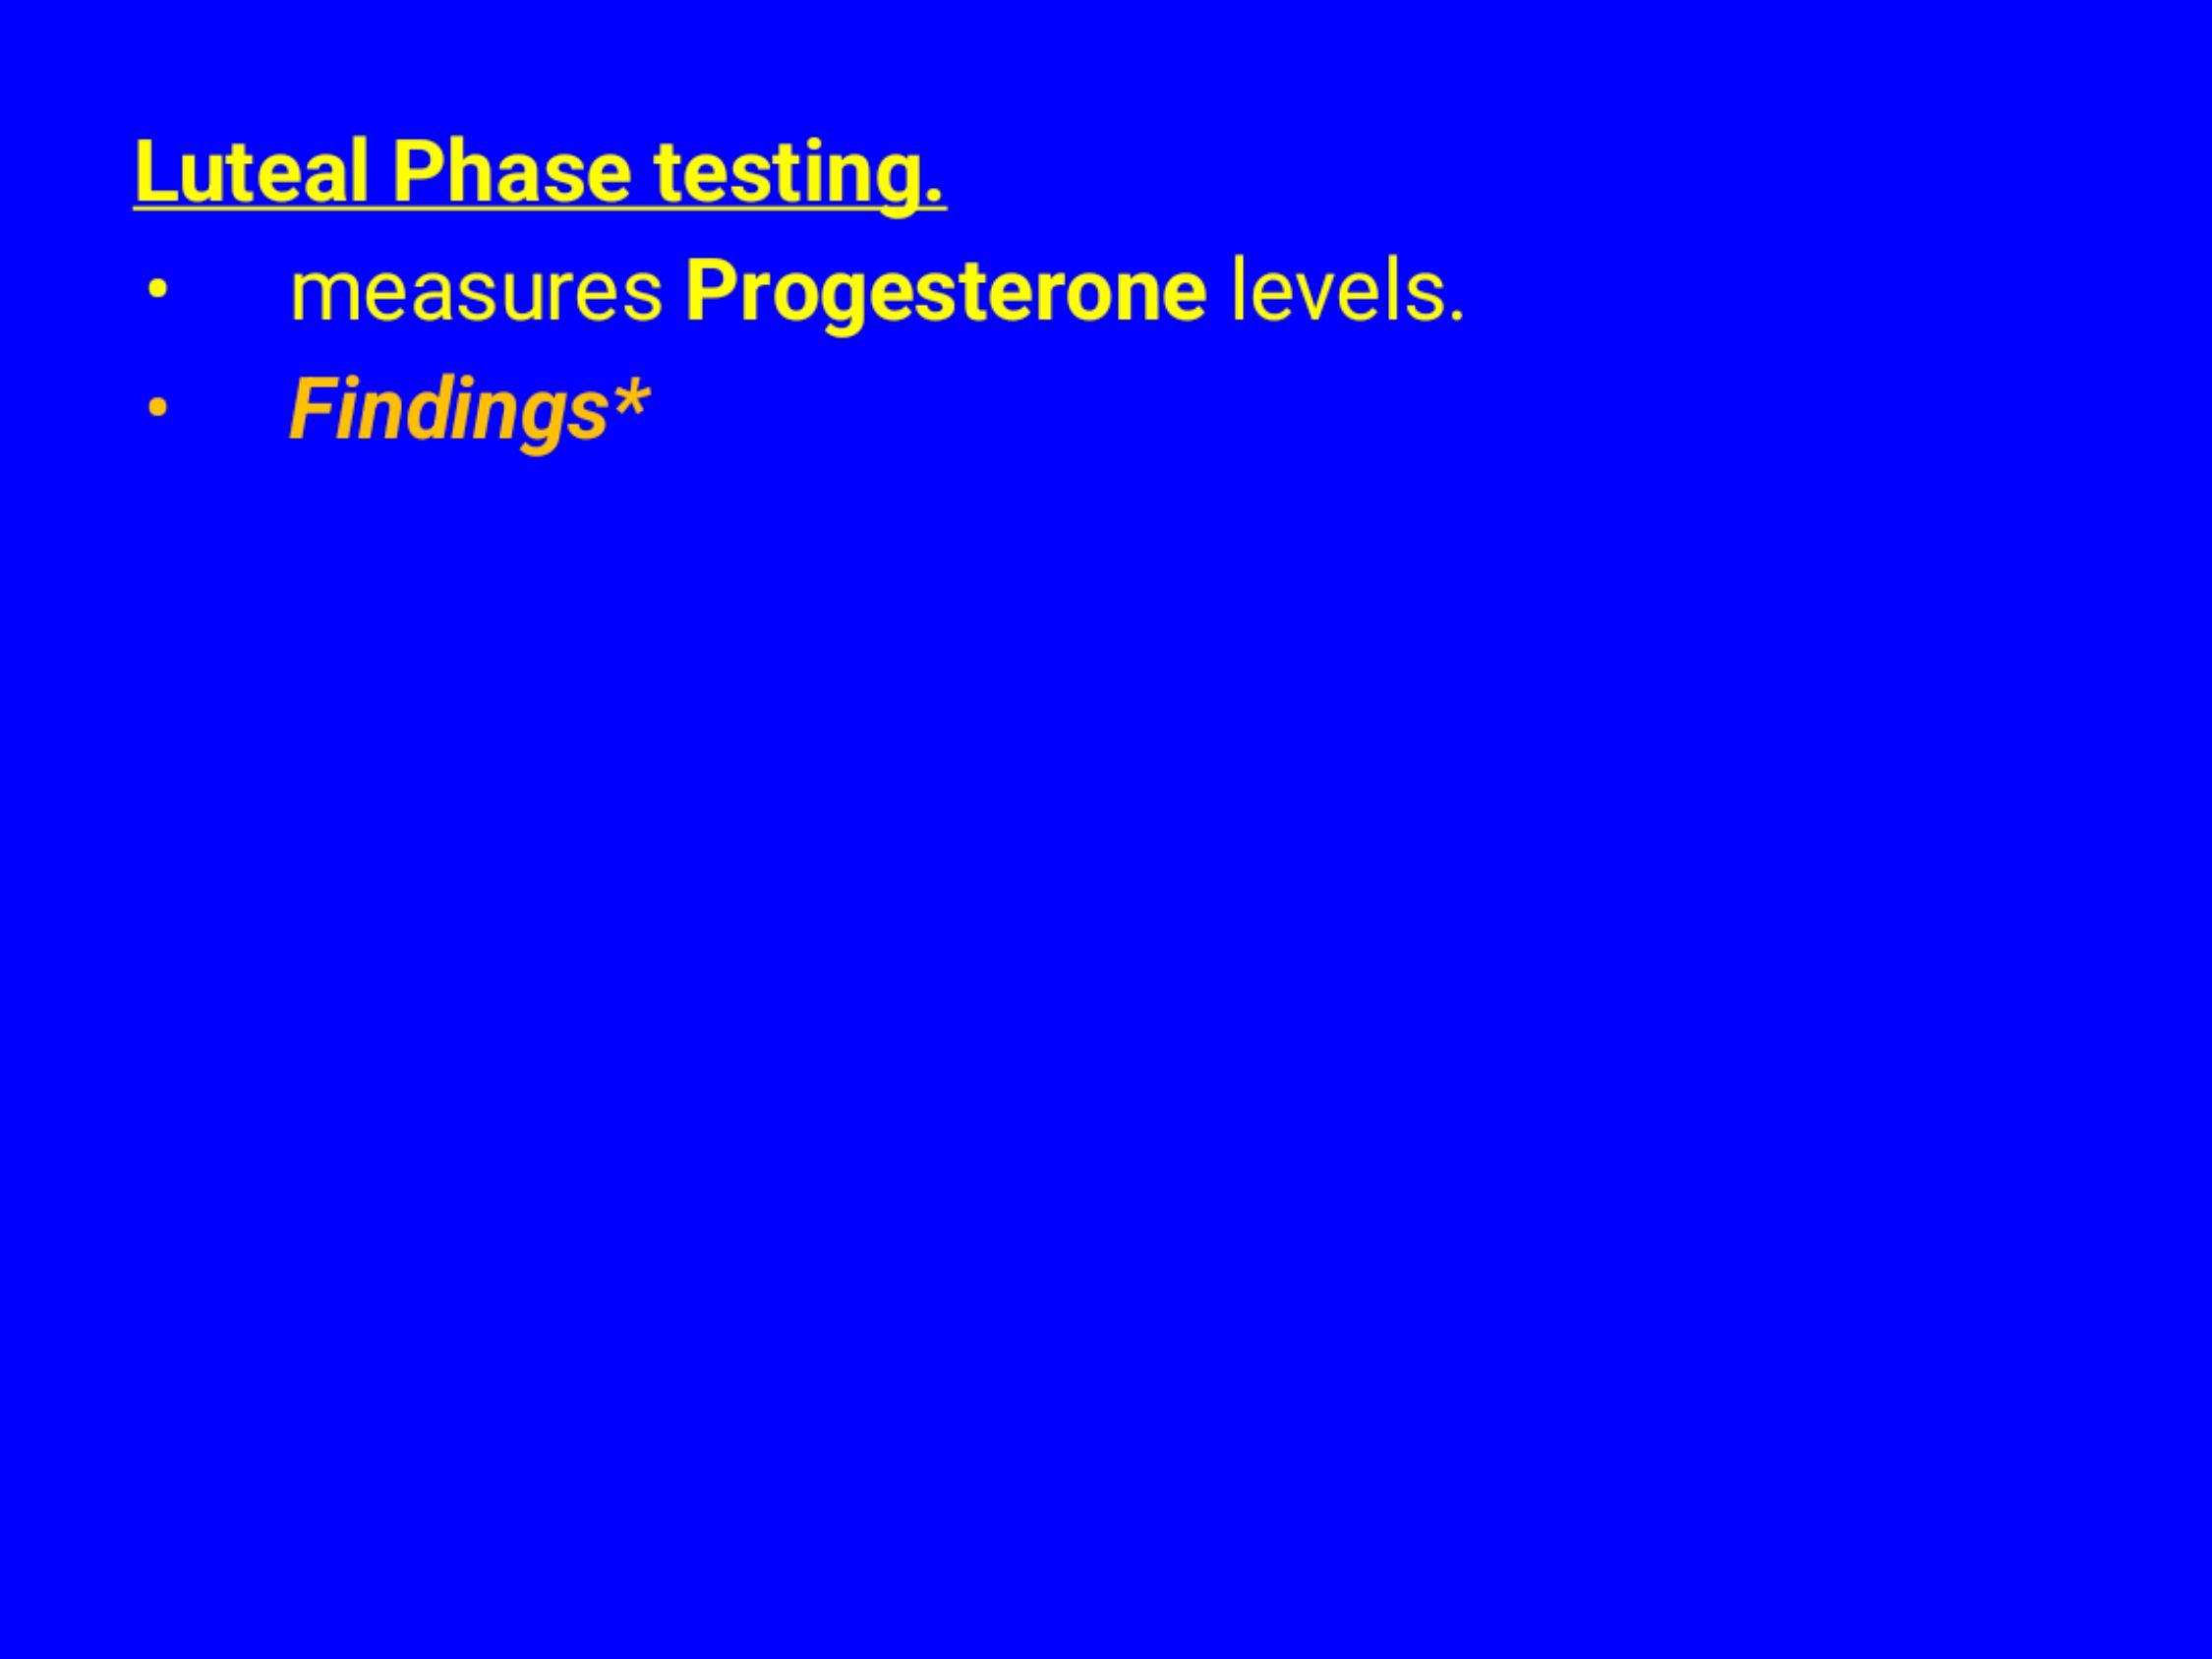 Luteal Phase testing.
• measures Progesterone levels.
• Findings*